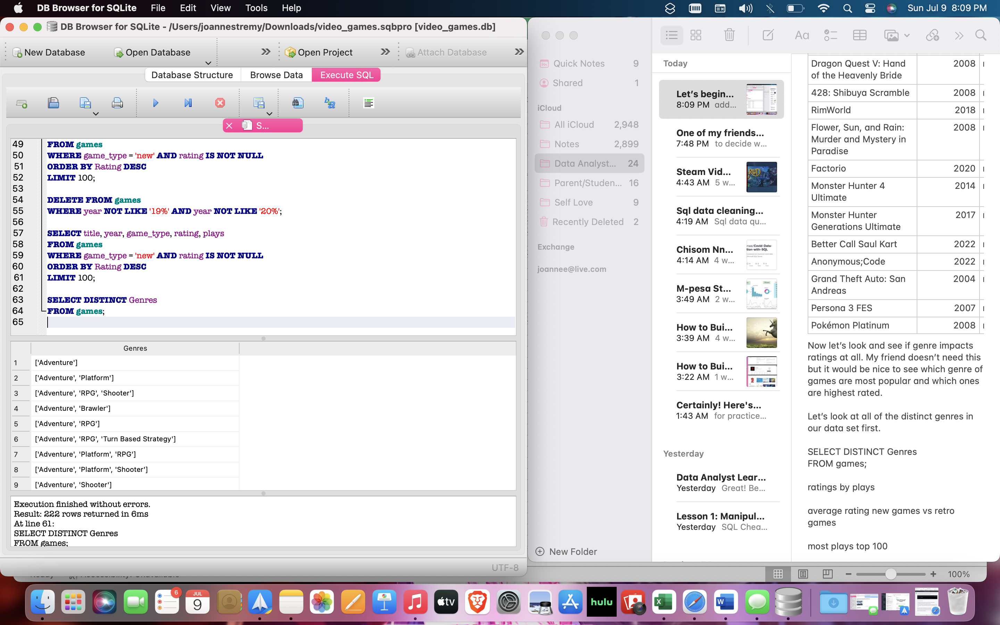 DB Browser for SQLite File Edit View Tools Help
Sun Jul 9 8:09 PM
DB Browser for SQLite - /Users/joannestremy/Downloads/video_games.sqbpro [video_games.db]
New Database Open Database Open Project Attach Database
Database Structure Browse Data Execute SQL
S...
49 FROM games
50 WHERE game_type = 'new' AND rating IS NOT NULL
51 ORDER BY Rating DESC
52 LIMIT 100;
53
54 DELETE FROM games
55 WHERE year NOT LIKE '19%' AND year NOT LIKE '20%';
56
57 SELECT title, year, game_type, rating, plays
58 FROM games
59 WHERE game_type = 'new' AND rating IS NOT NULL
60 ORDER BY Rating DESC
61 LIMIT 100;
62
63 SELECT DISTINCT Genres
64 FROM games;
65
Genres
1 ['Adventure']
2 ['Adventure', 'Platform']
3 ['Adventure', 'RPG', 'Shooter']
4 ['Adventure', 'Brawler']
5 ['Adventure', 'RPG']
6 ['Adventure', 'RPG', 'Turn Based Strategy']
7 ['Adventure', 'Platform', 'RPG']
8 ['Adventure', 'Platform', 'Shooter']
9 ['Adventure', 'Shooter']
Execution finished without errors.
Result: 222 rows returned in 6ms
At line 61:
SELECT DISTINCT Genres
FROM games;
UTF-8
Quick Notes 9
Shared 1
iCloud
All iCloud 2,948
Notes 2,899
Data Analyst... 24
Parent/Studen... 16
Self Love 9
Recently Deleted 2
Exchange
joannee@live.com
New Folder
Today
Let's begin...
8:09 PM add...
One of my friends...
7:48 PM to decide w...
Steam Vid...
4:43 AM 5 w...
Sql data cleaning...
4:19 AM Sql data qu...
Chisom Nn...
4:14 AM 4 w...
M-pesa St...
3:49 AM 2 w...
How to Bui...
3:39 AM 4 w...
How to Bui...
3:22 AM 1 w...
Certainly! Here's...
1:43 AM for practice...
Yesterday
Data Analyst Lear...
Yesterday Great! Be...
Lesson 1: Manipul...
Yesterday SQL Chea...
Aa
Dragon Quest V: Hand 2008
of the Heavenly Bride
428: Shibuya Scramble 2008
RimWorld 2018
Flower, Sun, and Rain: 2008
Murder and Mystery in
Paradise
Factorio 2020
Monster Hunter 4 2014
Ultimate
Monster Hunter 2017
Generations Ultimate
Better Call Saul Kart 2022
Anonymous;Code 2022
Grand Theft Auto: San 2004
Andreas
Persona 3 FES 2007
Pokémon Platinum 2008
Now let's look and see if genre impacts
ratings at all. My friend doesn't need this
but it would be nice to see which genre of
games are most popular and which ones
are highest rated.
Let's look at all of the distinct genres in
our data set first.
SELECT DISTINCT Genres
FROM games;
ratings by plays
average rating new games vs retro
games
most plays top 100
100%
6
JUL
9
tv
hulu